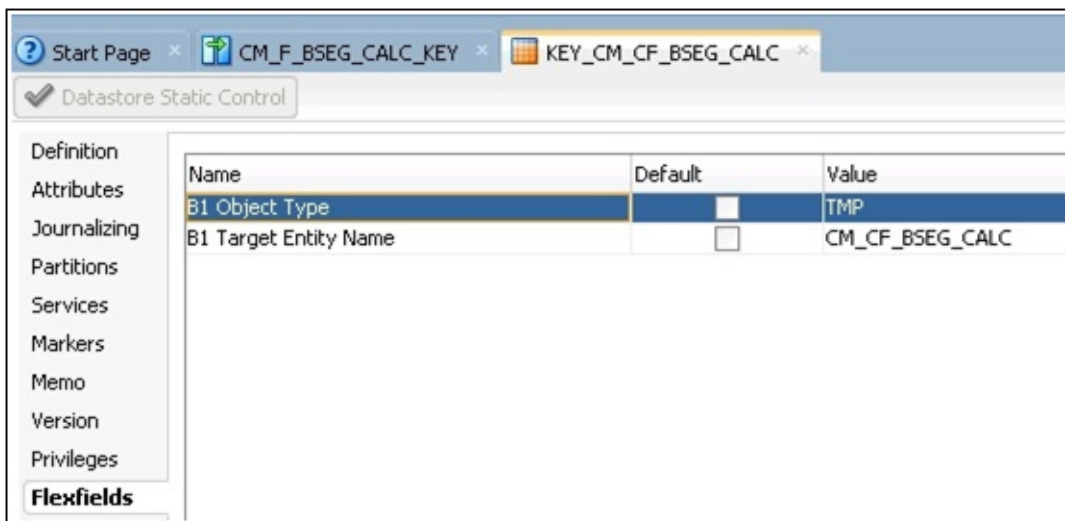 Start Page CM_F_BSEG_CALC_KEY KEY_CM_CF_BSEG_CALC
Datastore Static Control
Definition
Attributes
Journalizing
Partitions
Services
Markers
Memo
Version
Privileges
Flexfields
Name Default Value
B1 Object Type TMP
B1 Target Entity Name CM_CF_BSEG_CALC